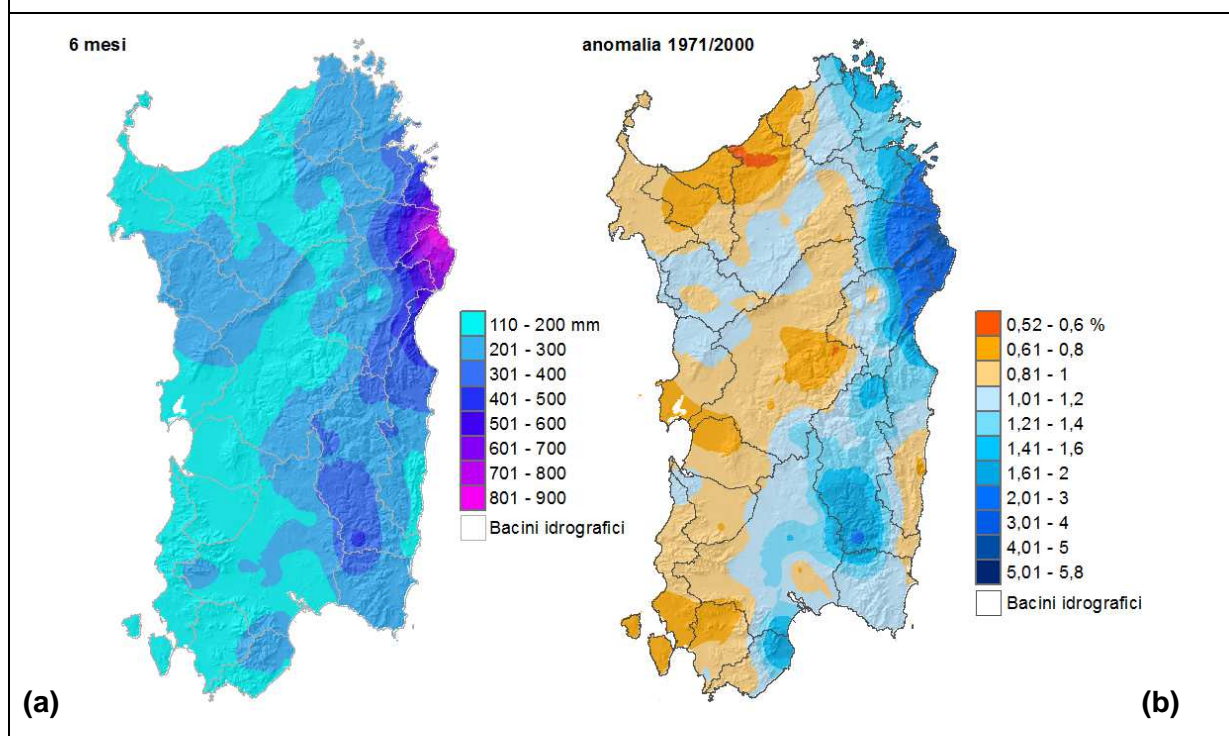 6 mesi
anomalia 1971/2000
110 - 200 mm
201 - 300
301 - 400
401 - 500
501 - 600
601 - 700
701 - 800
801 - 900
Bacini idrografici
0,52 - 0,6 %
0,61 - 0,8
0,81 - 1
1,01 - 1,2
1,21 - 1,4
1,41 - 1,6
1,61 - 2
2,01 - 3
3,01 - 4
4,01 - 5
5,01 - 5,8
Bacini idrografici
(a)
(b)